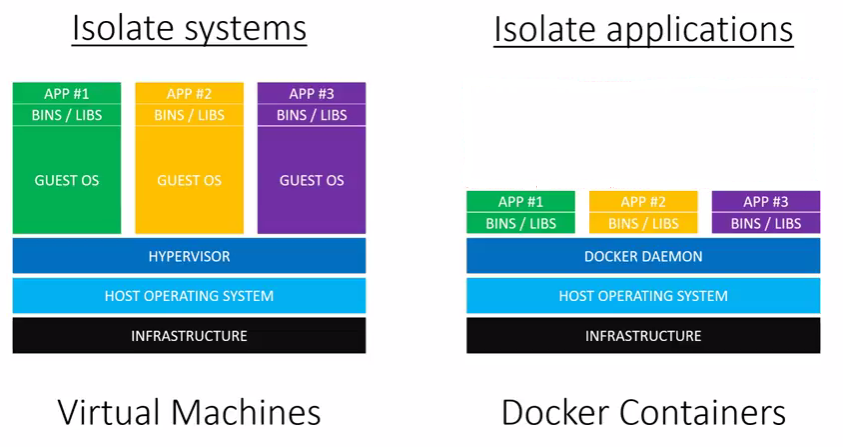 Isolate systems
APP #1
BINS / LIBS
GUEST OS
APP #2
BINS / LIBS
GUEST OS
APP #3
BINS / LIBS
GUEST OS
HYPERVISOR
HOST OPERATING SYSTEM
INFRASTRUCTURE
Virtual Machines
Isolate applications
APP #1
BINS / LIBS
APP #2
BINS / LIBS
APP #3
BINS / LIBS
DOCKER DAEMON
HOST OPERATING SYSTEM
INFRASTRUCTURE
Docker Containers